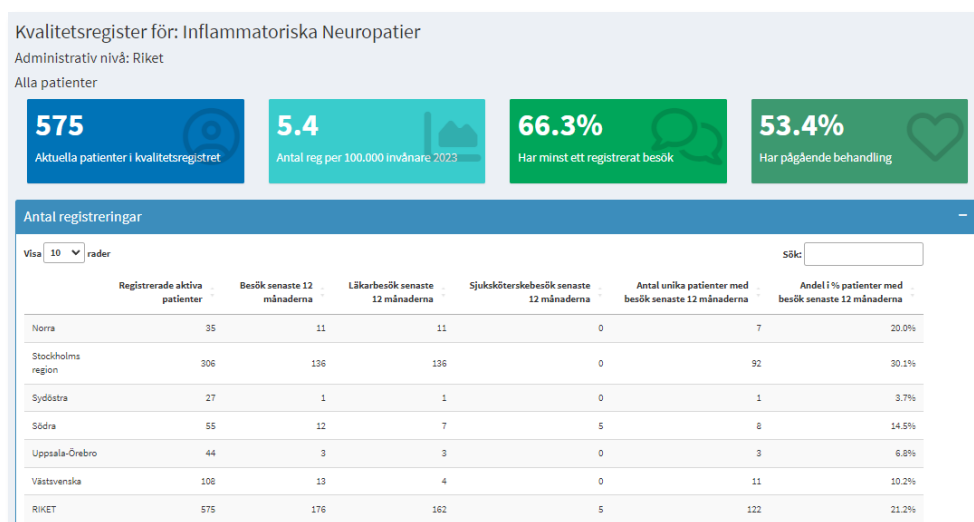 Kvalitetsregister för: Inflammatoriska Neuropatier
Administrativ nivå: Riket
Alla patienter
575
Aktuella patienter i kvalitetsregistret
5.4
Antal reg per 100.000 invånare 2023
66.3%
Har minst ett registrerat besök
53.4%
Har pågående behandling
Antal registreringar
Visa 10 rader
Sök:
Registrerade aktiva patienter
Besök senaste 12 månaderna
Läkarbesök senaste 12 månaderna
Sjuksköterskebesök senaste 12 månaderna
Antal unika patienter med besök senaste 12 månaderna
Andel i % patienter med besök senaste 12 månaderna
Norra 35 11 11 0 7 20.0%
Stockholms region 306 136 136 0 92 30.1%
Sydöstra 27 1 1 0 1 3.7%
Södra 55 12 7 5 8 14.5%
Uppsala-Örebro 44 3 3 0 3 6.8%
Västsvenska 108 13 4 0 11 10.2%
RIKET 575 176 162 5 122 21.2%